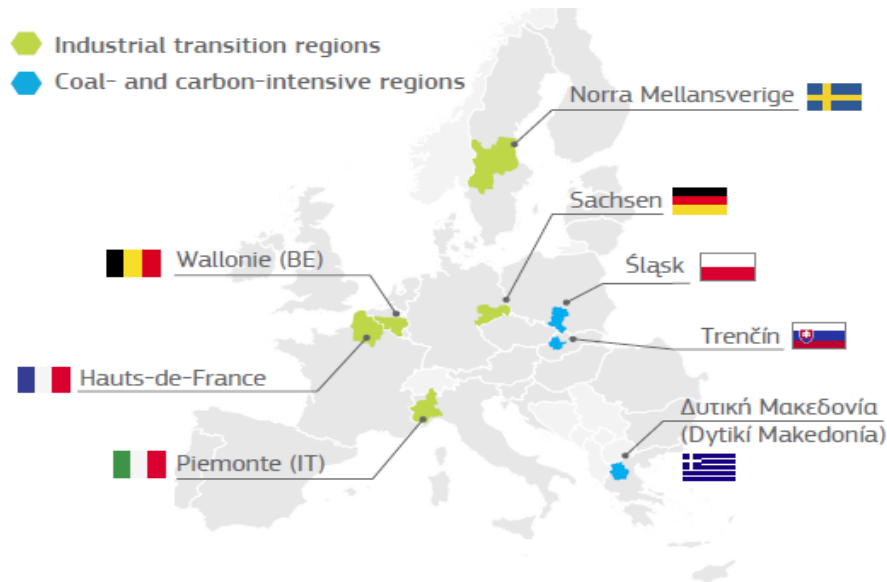 Industrial transition regions
Coal- and carbon-intensive regions
Norra Mellansverige
Sachsen
Wallonie (BE)
Śląsk
Trenčín
Hauts-de-France
Δυτική Μακεδονία
(Dytikí Makedonía)
Piemonte (IT)